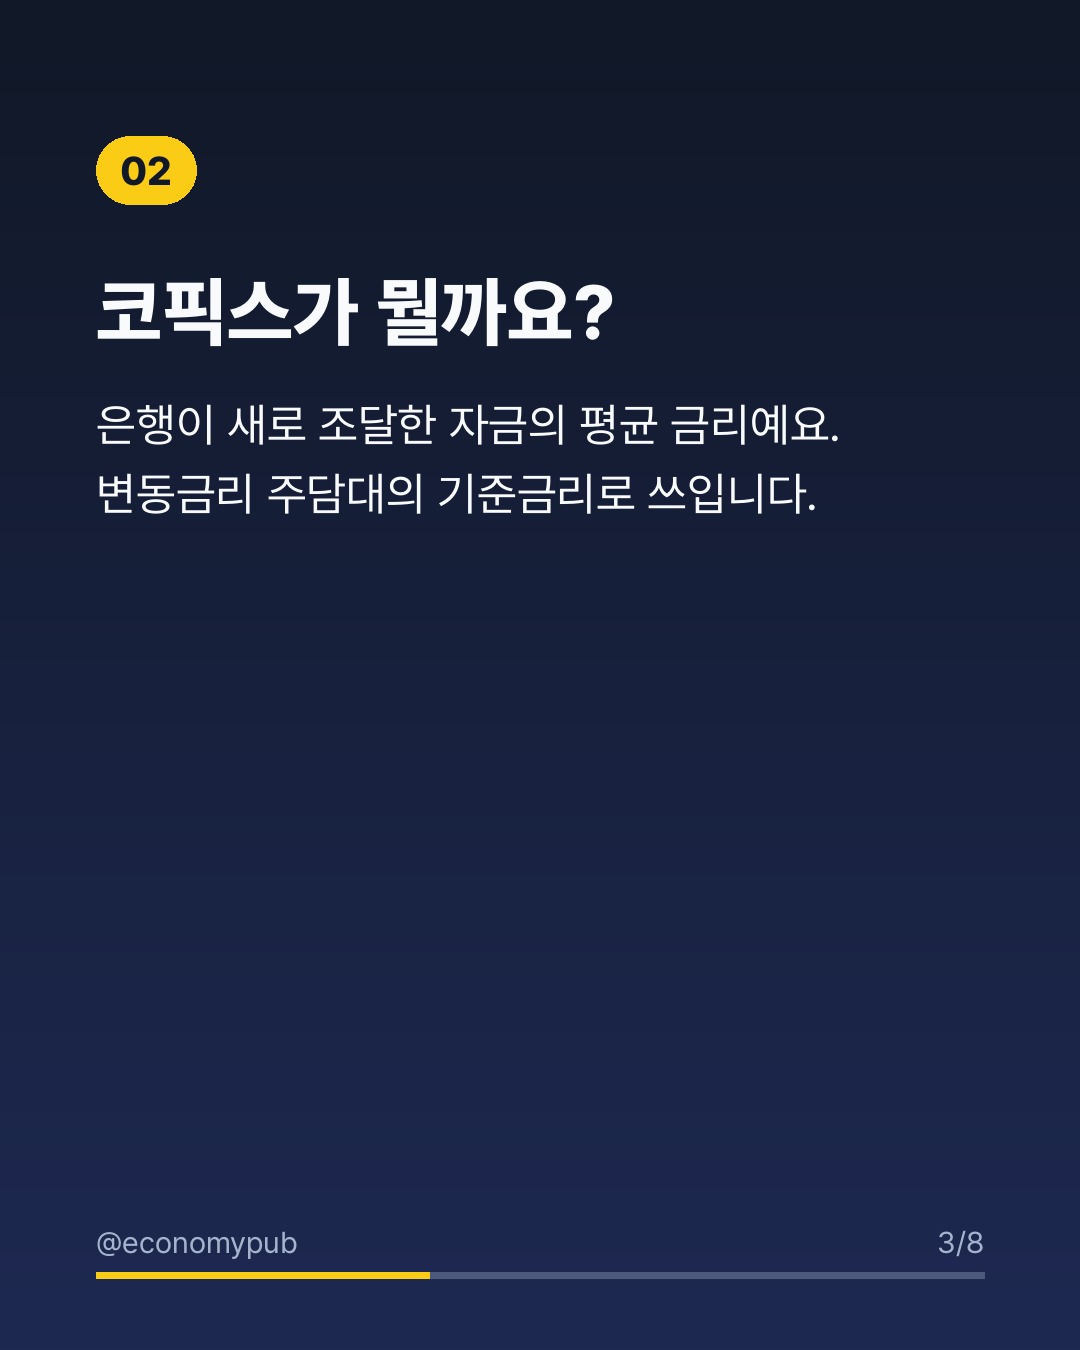 02
코픽스가 뭘까요?
은행이 새로 조달한 자금의 평균 금리예요.
변동금리 주담대의 기준금리로 쓰입니다.
@economypub
3/8